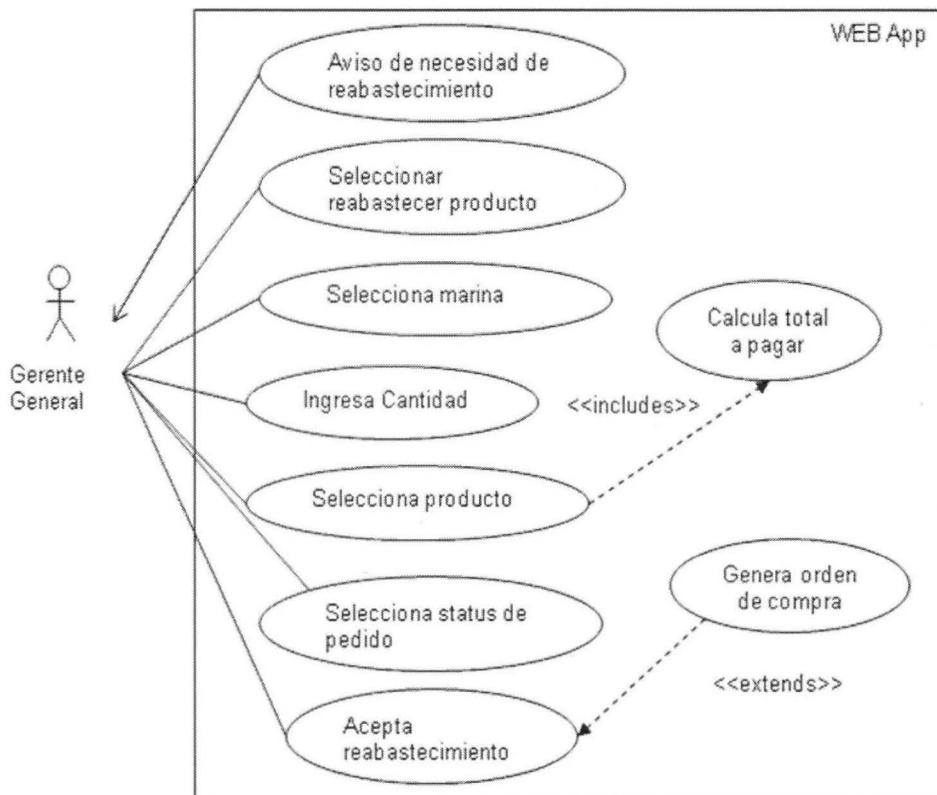 WEB App
Aviso de necesidad de
reabastecimiento
Seleccionar
reabastecer producto
Selecciona marina
Calcula total
a pagar
Gerente
General
Ingresa Cantidad
<<includes>>
Selecciona producto
Genera orden
de compra
Selecciona status de
pedido
<<extends>>
Acepta
reabastecimiento